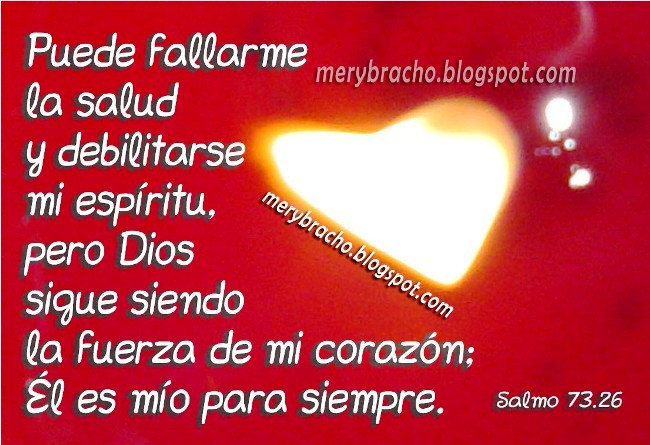 Puede fallarme
merybracho.blogspot.com
la salud
y debilitarse
mi espíritu,
merybracho.blogspot.com
pero Dios
sigue siendo
la fuerza de mi corazón;
Él es mío para siempre.
Salmo 73.26